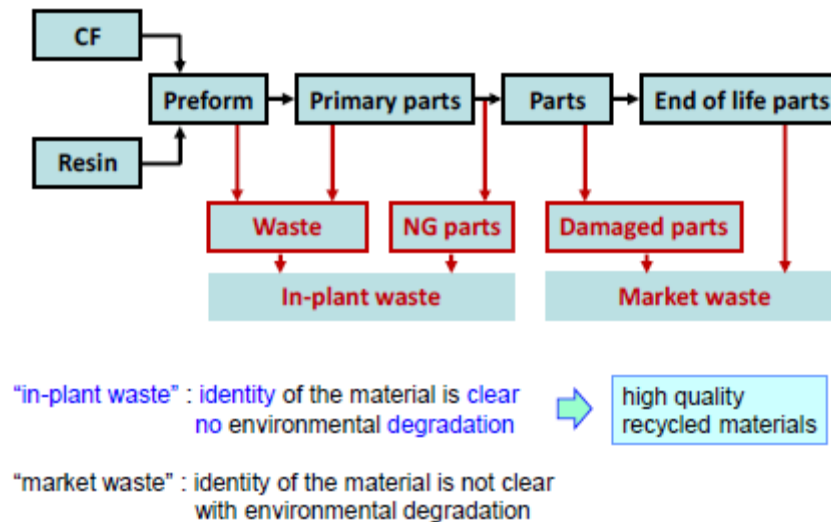 CF
Preform
Primary parts
Parts
End of life parts
Resin
Waste
NG parts
Damaged parts
In-plant waste
Market waste
“in-plant waste” : identity of the material is clear
no environmental degradation
high quality
recycled materials
“market waste” : identity of the material is not clear
with environmental degradation